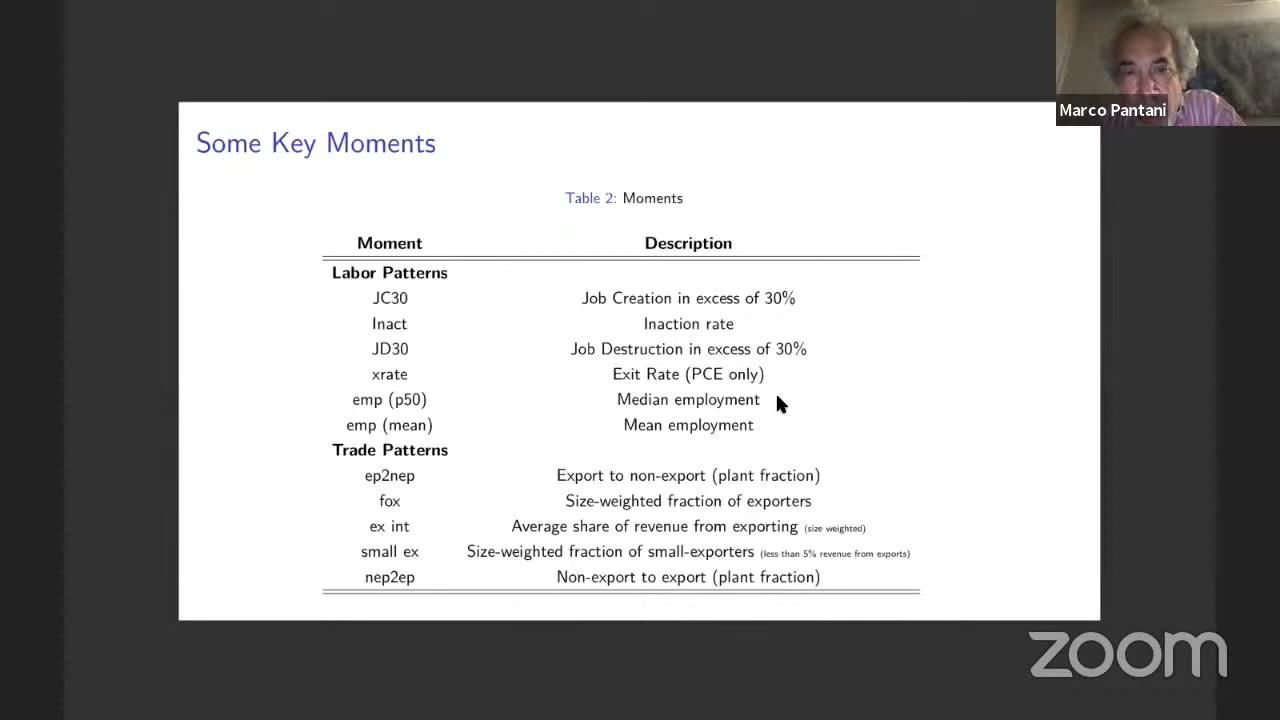 Marco Pantani
Some Key Moments
Table 2: Moments
Moment Description
Labor Patterns
JC30 Job Creation in excess of 30%
Inact Inaction rate
JD30 Job Destruction in excess of 30%
xrate Exit Rate (PCE only)
emp (p50) Median employment
emp (mean) Mean employment
Trade Patterns
ep2nep Export to non-export (plant fraction)
fox Size-weighted fraction of exporters
ex int Average share of revenue from exporting (size weighted)
small ex Size-weighted fraction of small-exporters (less than 5% revenue from exports)
nep2ep Non-export to export (plant fraction)
zoom